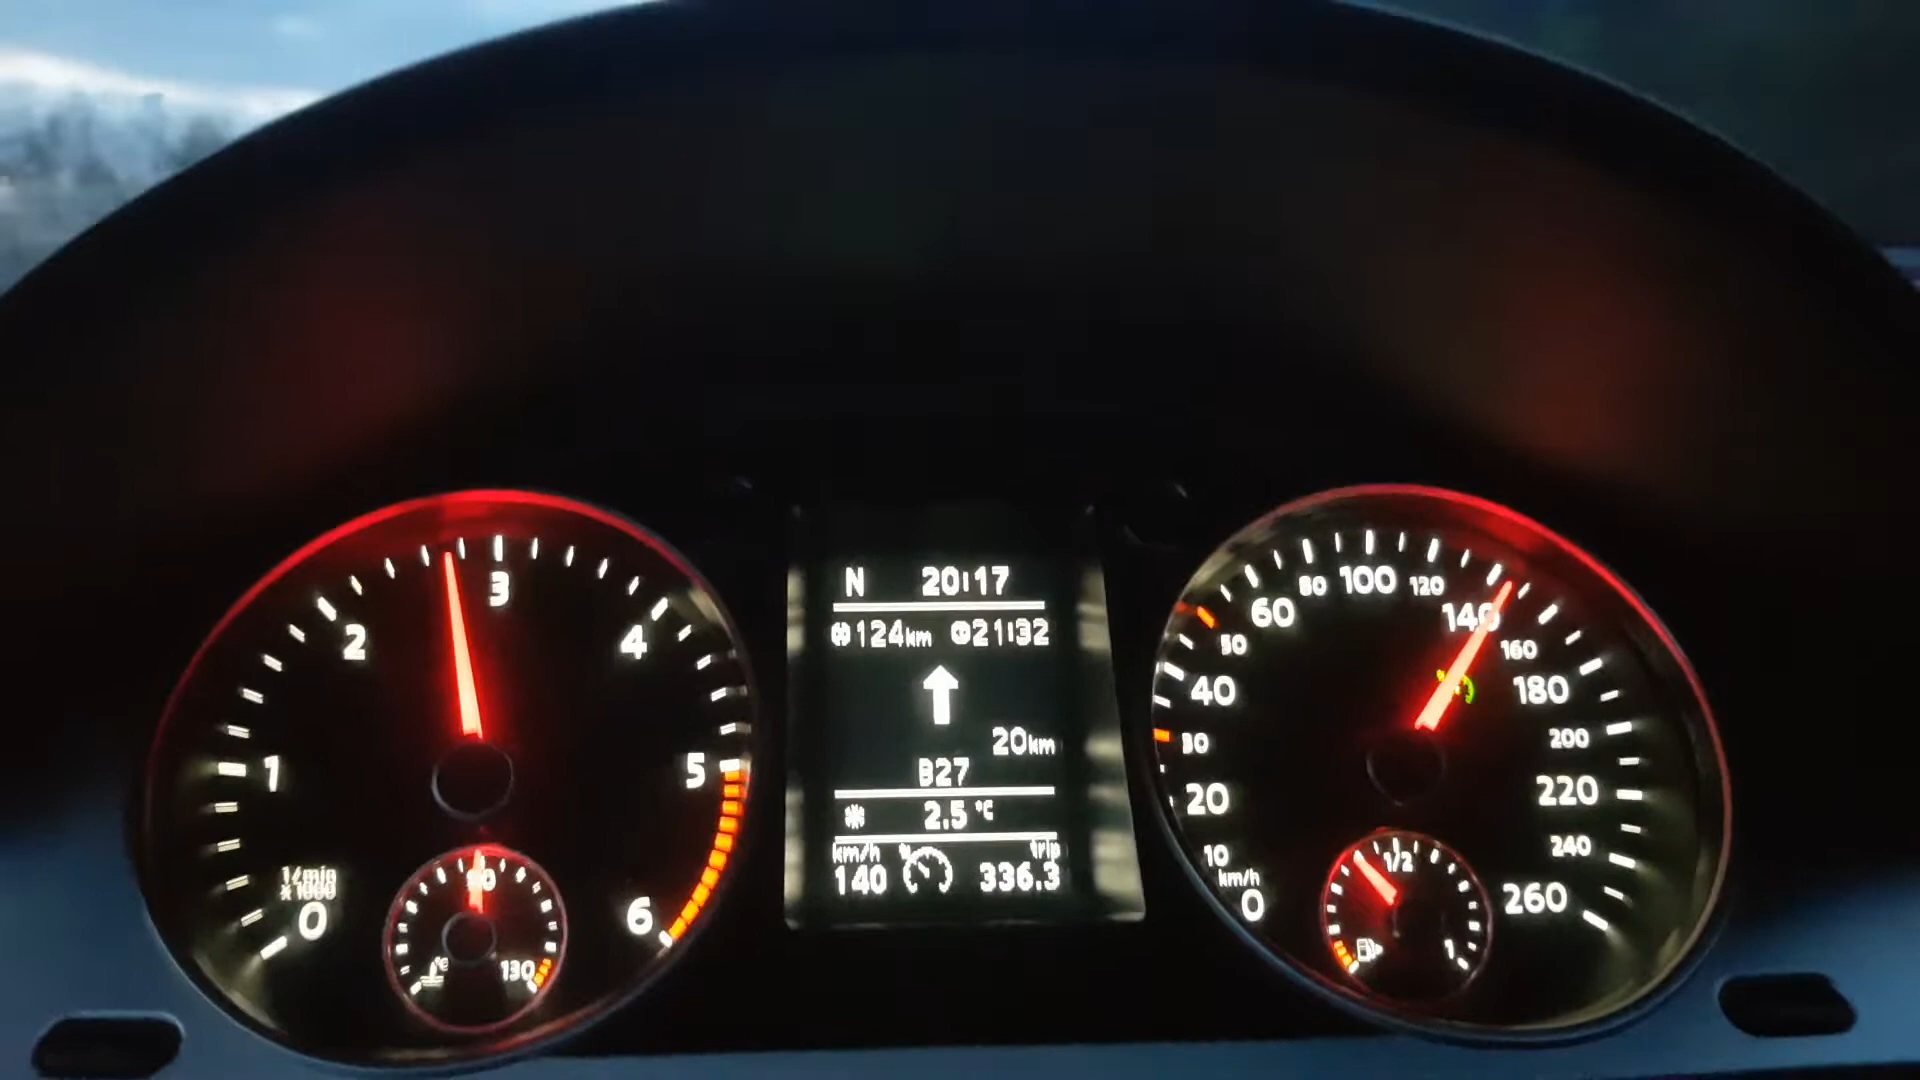 N 20:17
124km 21:32
20km
B27
2.5 °C
km/h trip
140 336.3
0 1 2 3 4 5 6
1/min
x1000
90
130
°C
0 10 20 30 40 50 60 80 100 120 140 160 180 200 220 240 260
km/h
1/2
1